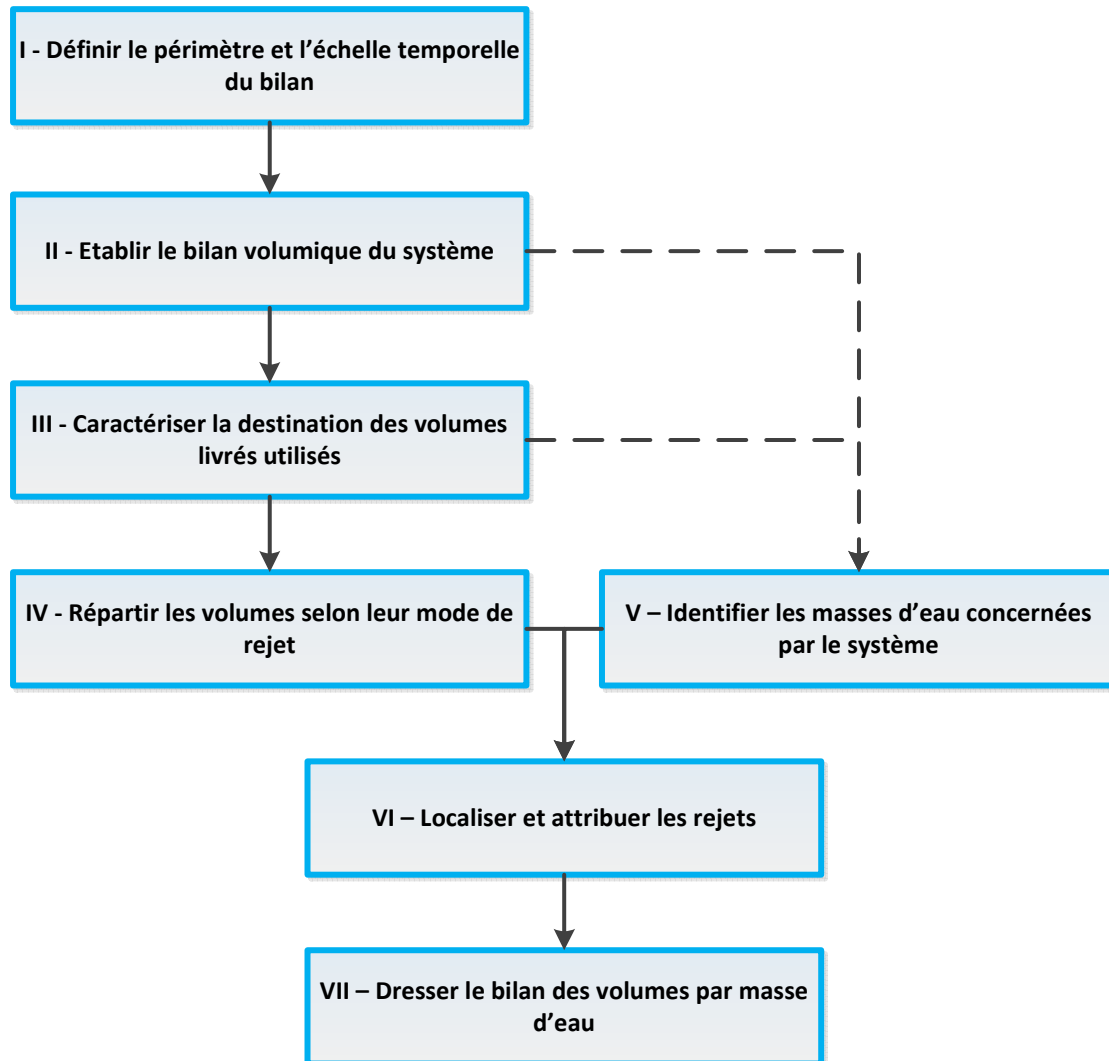 I - Définir le périmètre et l’échelle temporelle
du bilan
II - Etablir le bilan volumique du système
III - Caractériser la destination des volumes
livrés utilisés
IV - Répartir les volumes selon leur mode de
rejet
V – Identifier les masses d’eau concernées
par le système
VI – Localiser et attribuer les rejets
VII – Dresser le bilan des volumes par masse
d’eau